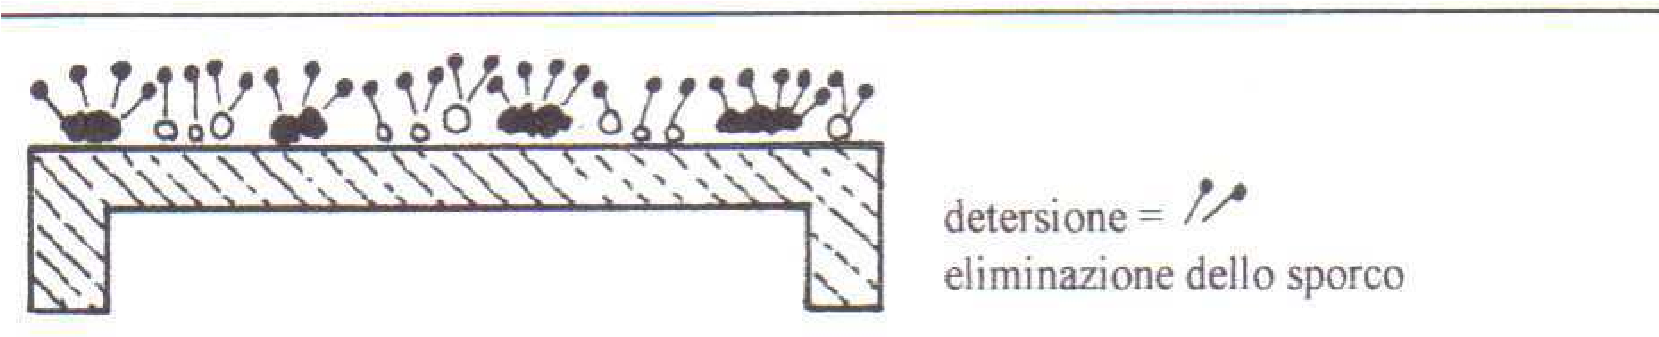 detersione =
eliminazione dello sporco